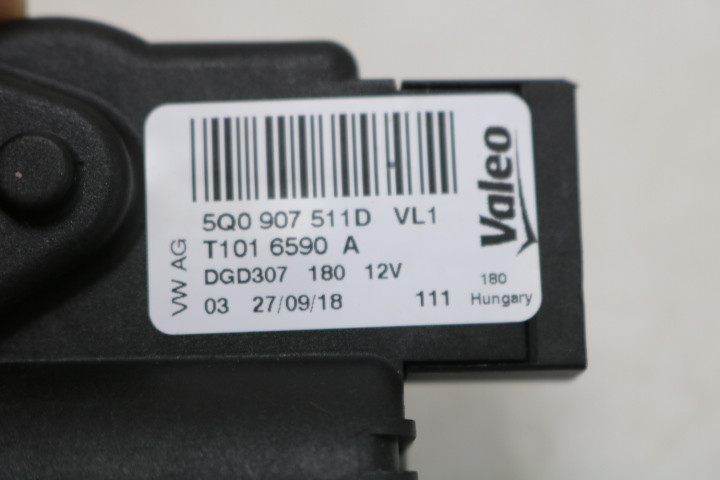 5Q0 907 511D VL1
T101 6590 A
DGD307 180 12V
03 27/09/18 111
VW AG
Valeo
180
Hungary